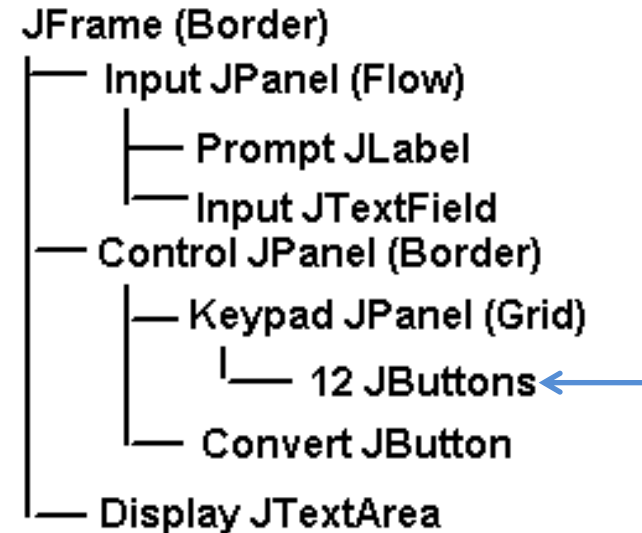 JFrame (Border)
Input JPanel (Flow)
Prompt JLabel
Input JTextField
Control JPanel (Border)
Keypad JPanel (Grid)
12 JButtons
Convert JButton
Display JTextArea